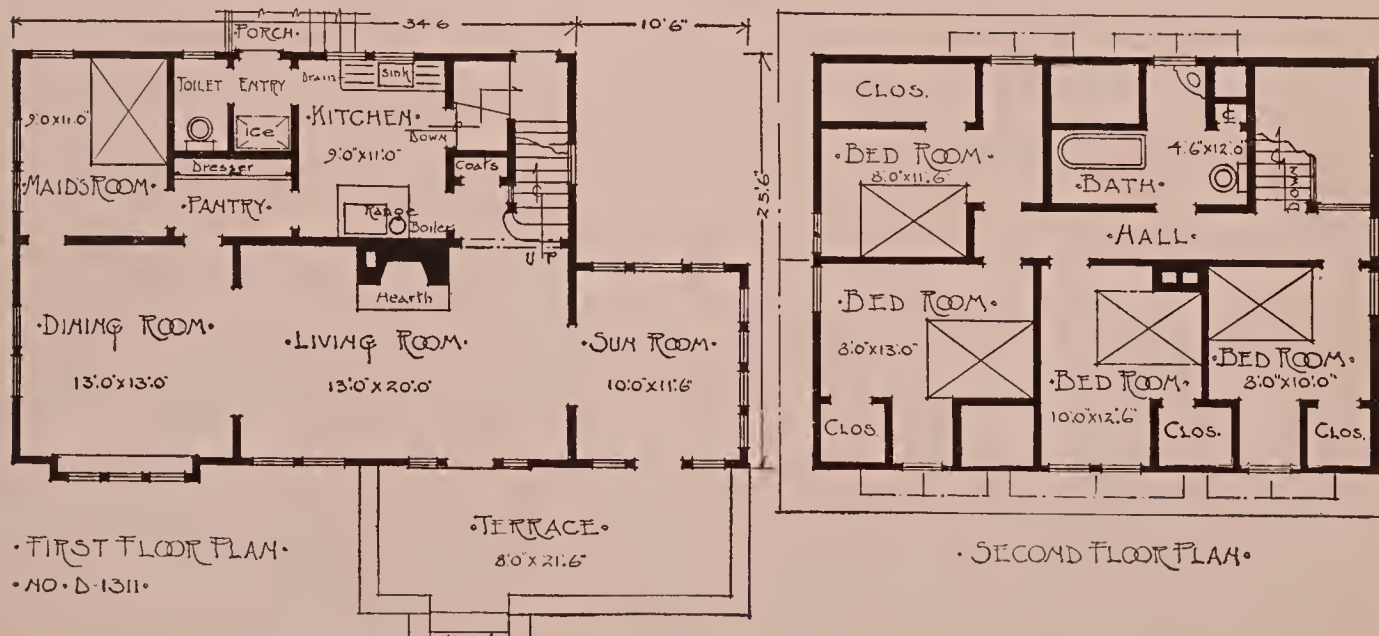 34'6
10'6"
·PORCH·
TOILET ENTRY
Drain
Sink
ice
·KITCHEN·
9'0"X11'0"
9'0X11'0"
DOWN
Coats
Dresser
·MAID'S ROOM·
·PANTRY·
Range
Boiler
UP
25'6"
Hearth
·DINING ROOM·
13'0"X13'0"
·LIVING ROOM·
13'0"X20'0"
·SUN ROOM·
10'0"X11'6
·TERRACE·
8'0"X21'6"
·FIRST FLOOR PLAN·
·NO·D-1311·
CLOS.
·BED ROOM·
8'0"X11'6"
4'6"X12'0"
·BATH·
DOWN
·HALL·
·BED ROOM·
8'0"X13'0"
CLOS.
·BED ROOM·
10'0"X12'6"
CLOS.
·BED ROOM·
8'0"X10'0"
CLOS.
·SECOND FLOOR PLAN·